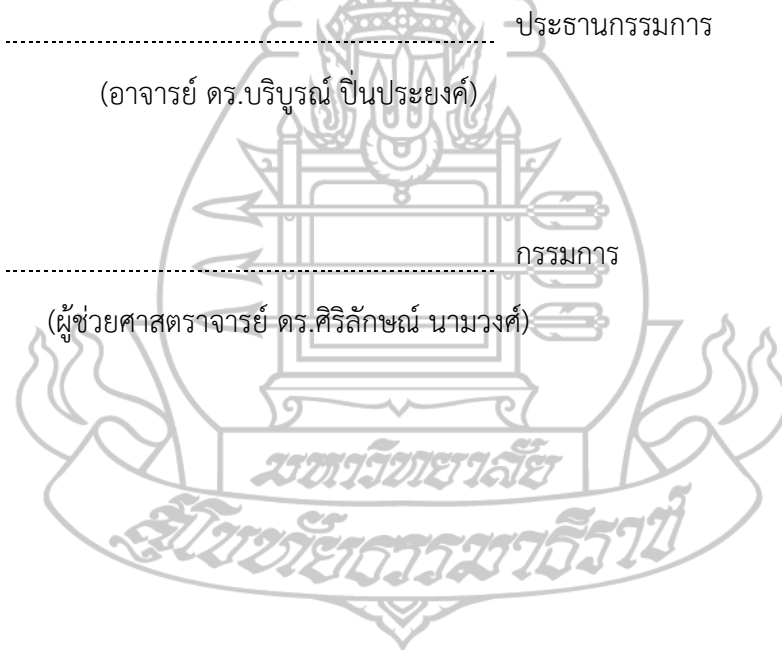 ประธานกรรมการ
(อาจารย์ ดร.บริบูรณ์ ปิ่นประยงค์)
กรรมการ
(ผู้ช่วยศาสตราจารย์ ดร.ศิริลักษณ์ นามวงศ์)
มหาวิทยาลัย
สุโขทัยธรรมาธิราช